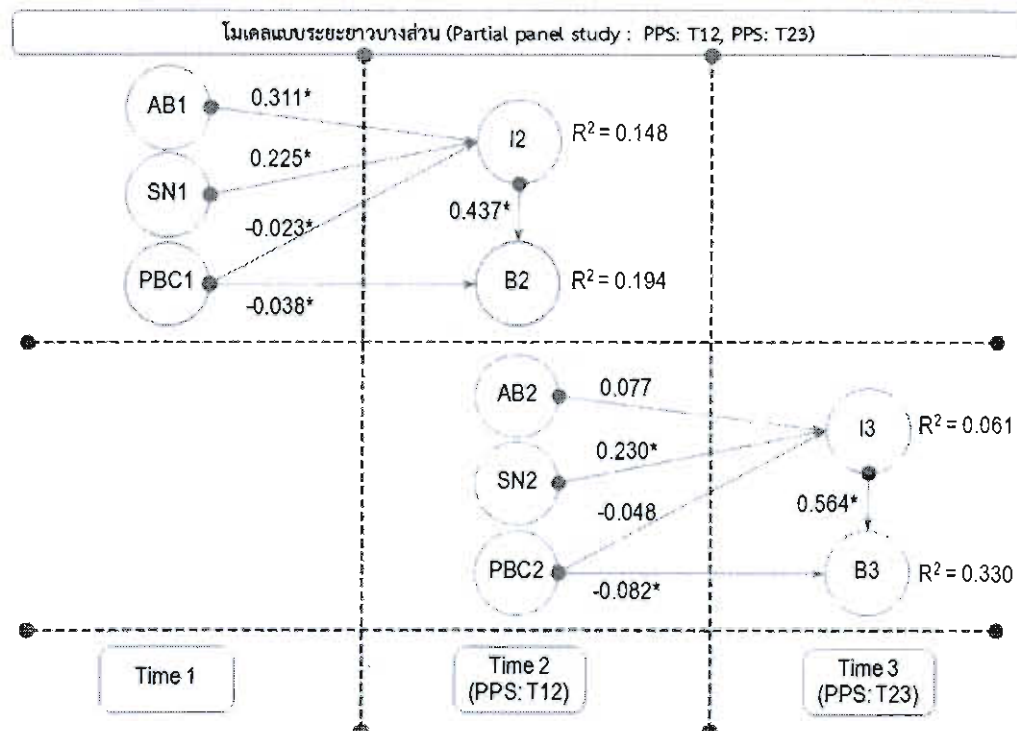 โมเดลแบบระยะยาวบางส่วน (Partial panel study : PPS: T12, PPS: T23)
AB1
0.311*
I2
R² = 0.148
SN1
0.225*
-0.023*
0.437*
PBC1
-0.038*
B2
R² = 0.194
AB2
0.077
I3
R² = 0.061
SN2
0.230*
-0.048
0.564*
PBC2
-0.082*
B3
R² = 0.330
Time 1
Time 2
(PPS: T12)
Time 3
(PPS: T23)